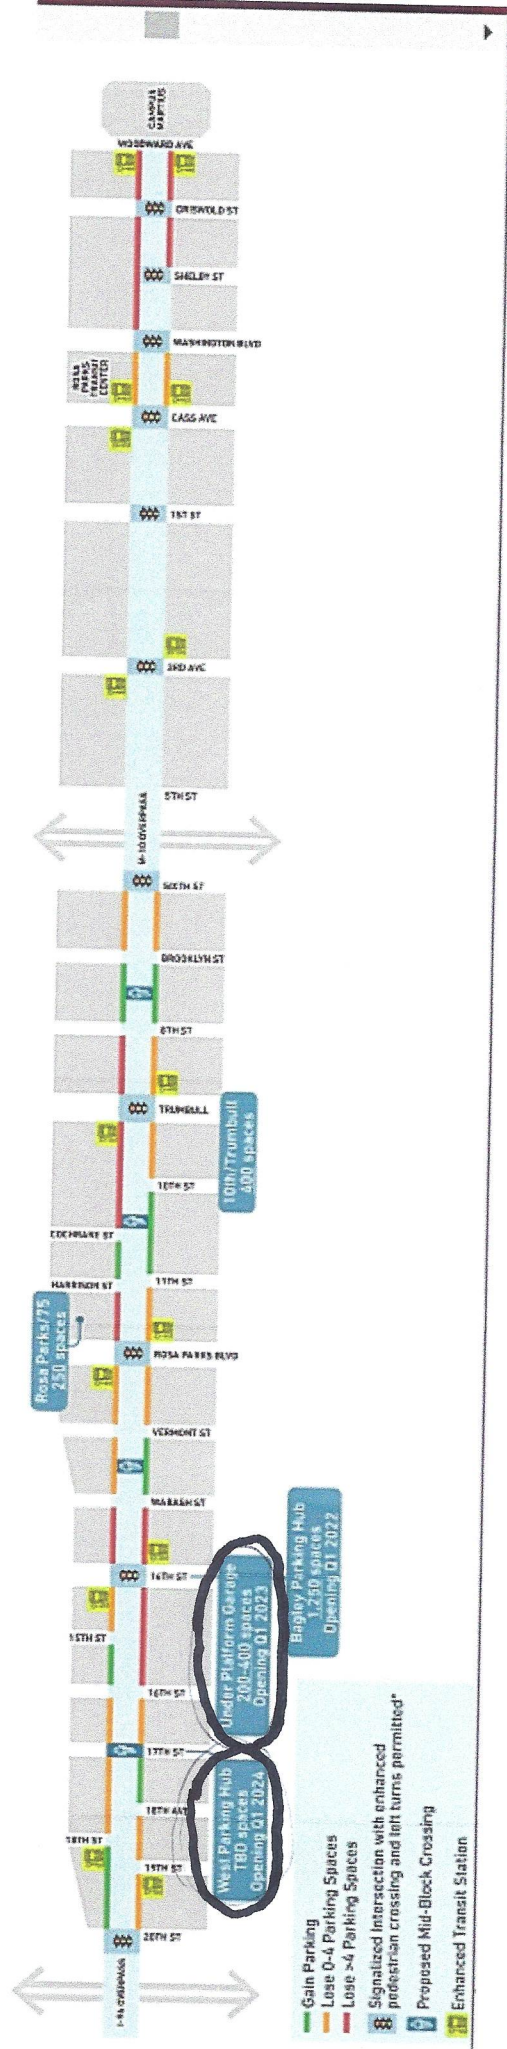 CAMPUS
MARTIUS
WOODWARD AVE
GRISWOLD ST
SHELBY ST
WASHINGTON BLVD
ROSA
PARKS
TRANSIT
CENTER
CASS AVE
1ST ST
3RD AVE
5TH ST
M-10 OVERPASS
SIXTH ST
BROOKLYN ST
8TH ST
TRUMBULL
10th/Trumbull
400 spaces
10TH ST
COCHRANE ST
HARRISON ST
11TH ST
Rosa Parks/75
250 spaces
ROSA PARKS BLVD
VERMONT ST
WABASH ST
14TH ST
Bagley Parking Hub
1,250 spaces
Opening Q1 2022
15TH ST
Under Platform Garage
200-400 spaces
Opening Q1 2023
16TH ST
17TH ST
West Parking Hub
TBD spaces
Opening Q1 2024
18TH AVE
18TH ST
19TH ST
20TH ST
I-96 OVERPASS
Gain Parking
Lose 0-4 Parking Spaces
Lose >4 Parking Spaces
Signalized Intersection with enhanced
pedestrian crossing and left turns permitted*
Proposed Mid-Block Crossing
Enhanced Transit Station